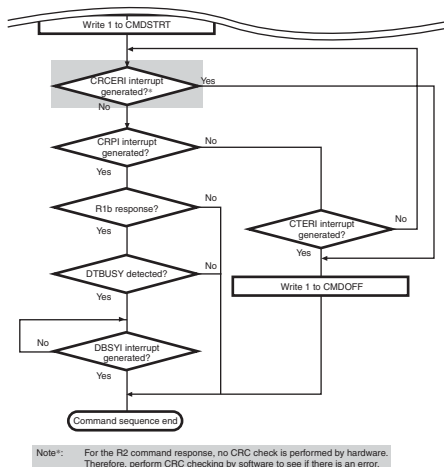 Write 1 to CMDSTRT
CRCERI interrupt
generated?*
Yes
No
CRPI interrupt
generated?
No
Yes
R1b response?
No
Yes
CTERI interrupt
generated?
No
Yes
DTBUSY detected?
No
Yes
Write 1 to CMDOFF
DBSYI interrupt
generated?
No
Yes
Command sequence end
Note*: For the R2 command response, no CRC check is performed by hardware.
Therefore, perform CRC checking by software to see if there is an error.